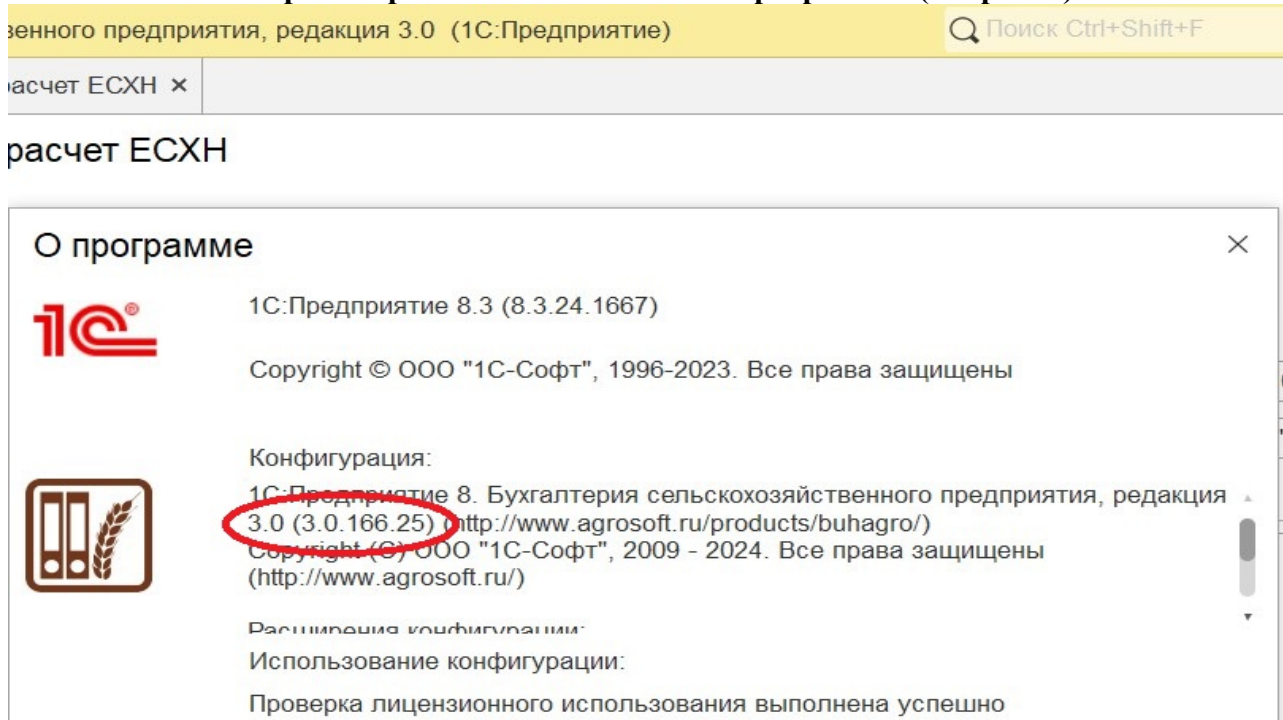 венного предприятия, редакция 3.0 (1С:Предприятие)
Поиск Ctrl+Shift+F
расчет ЕСХН ×
расчет ЕСХН
О программе
1С:Предприятие 8.3 (8.3.24.1667)
Copyright © ООО "1С-Софт", 1996-2023. Все права защищены
Конфигурация:
1С:Предприятие 8. Бухгалтерия сельскохозяйственного предприятия, редакция
3.0 (3.0.166.25) (http://www.agrosoft.ru/products/buhagro/)
Copyright (C) ООО "1С-Софт", 2009 - 2024. Все права защищены
(http://www.agrosoft.ru/)
Расширения конфигурации:
Использование конфигурации:
Проверка лицензионного использования выполнена успешно